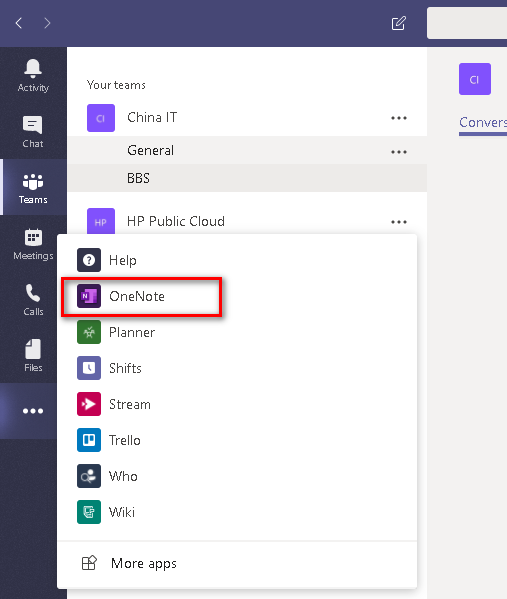 Activity
Chat
Teams
Meetings
Calls
Files
Your teams
CI China IT
General
BBS
HP HP Public Cloud
Help
N OneNote
Planner
Shifts
Stream
Trello
Who
Wiki
More apps
CI
Convers